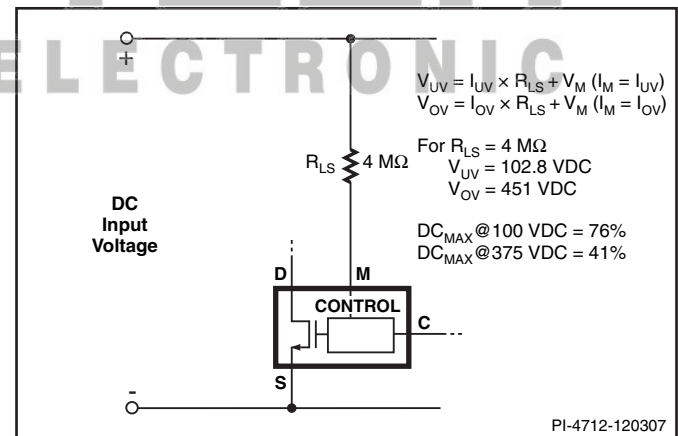 ELECTRONIC
+
V_UV = I_UV × R_LS + V_M (I_M = I_UV)
V_OV = I_OV × R_LS + V_M (I_M = I_OV)
For R_LS = 4 MΩ
V_UV = 102.8 VDC
V_OV = 451 VDC
DC_MAX@100 VDC = 76%
DC_MAX@375 VDC = 41%
R_LS
4 MΩ
DC
Input
Voltage
D
M
CONTROL
C
S
-
PI-4712-120307